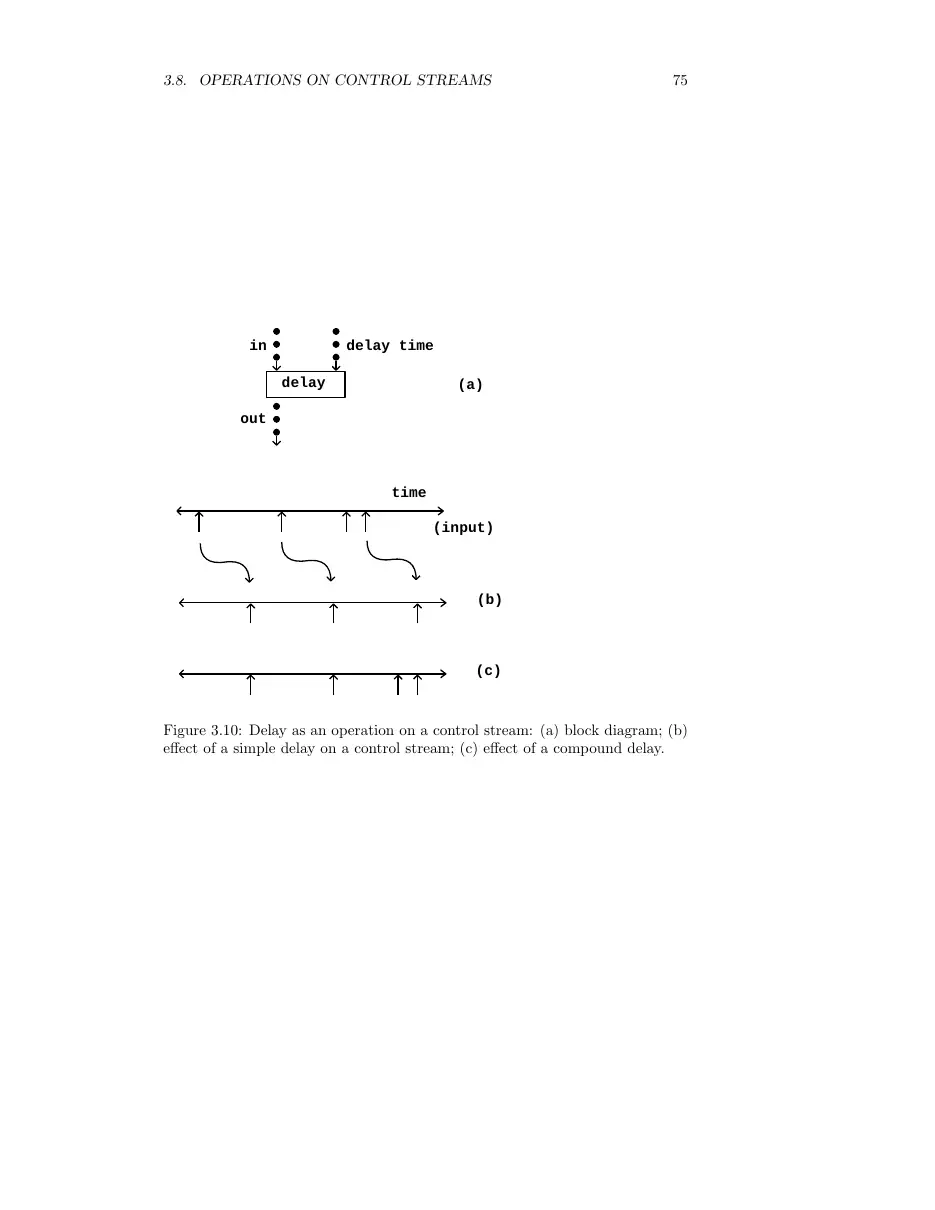 3.8. OPERATIONS ON CONTROL STREAMS 75
in delay time
delay
(a)
out
time
(input)
(b)
(c)
Figure 3.10: Delay as an operation on a control stream: (a) block diagram; (b)
effect of a simple delay on a control stream; (c) effect of a compound delay.